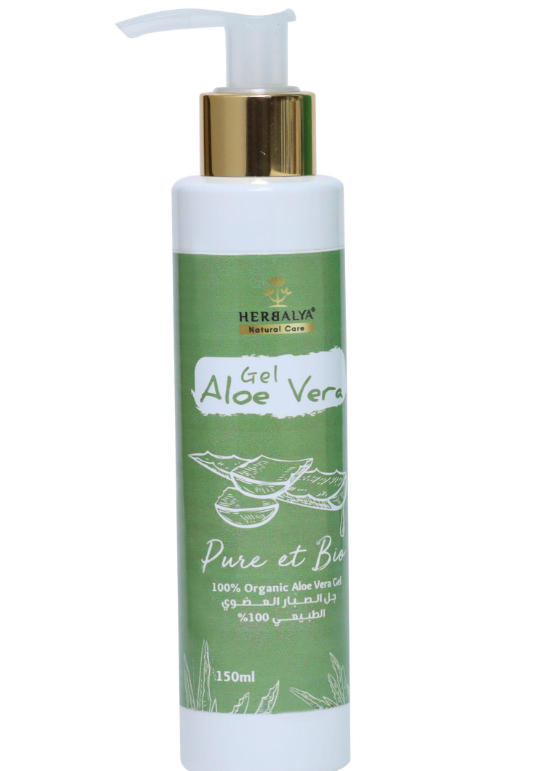 HERBALYA®
Natural Care
Gel
Aloe Vera
Pure et Bio
100% Organic Aloe Vera Gel
جل الصبار العضوي
الطبيعي 100%
150ml